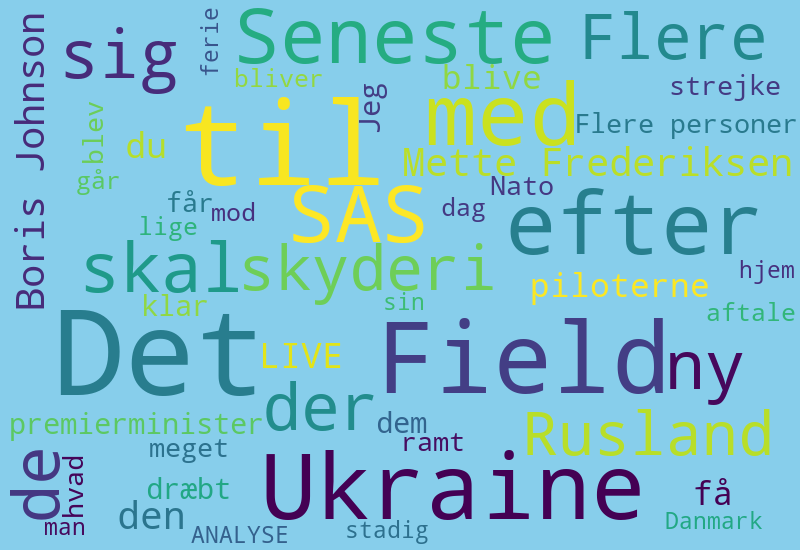 Seneste
Flere
sig
ferie
Boris Johnson
bliver
blive
strejke
Jeg
til
med
blev
du
Flere personer
Mette Frederiksen
går
Nato
får
mod
SAS
dag
efter
lige
skal
skyderi
hjem
piloterne
klar
sin
aftale
Det
LIVE
Field
ny
der
premierminister
dem
Rusland
meget
ramt
de
hvad
Ukraine
dræbt
få
den
man
ANALYSE
stadig
Danmark